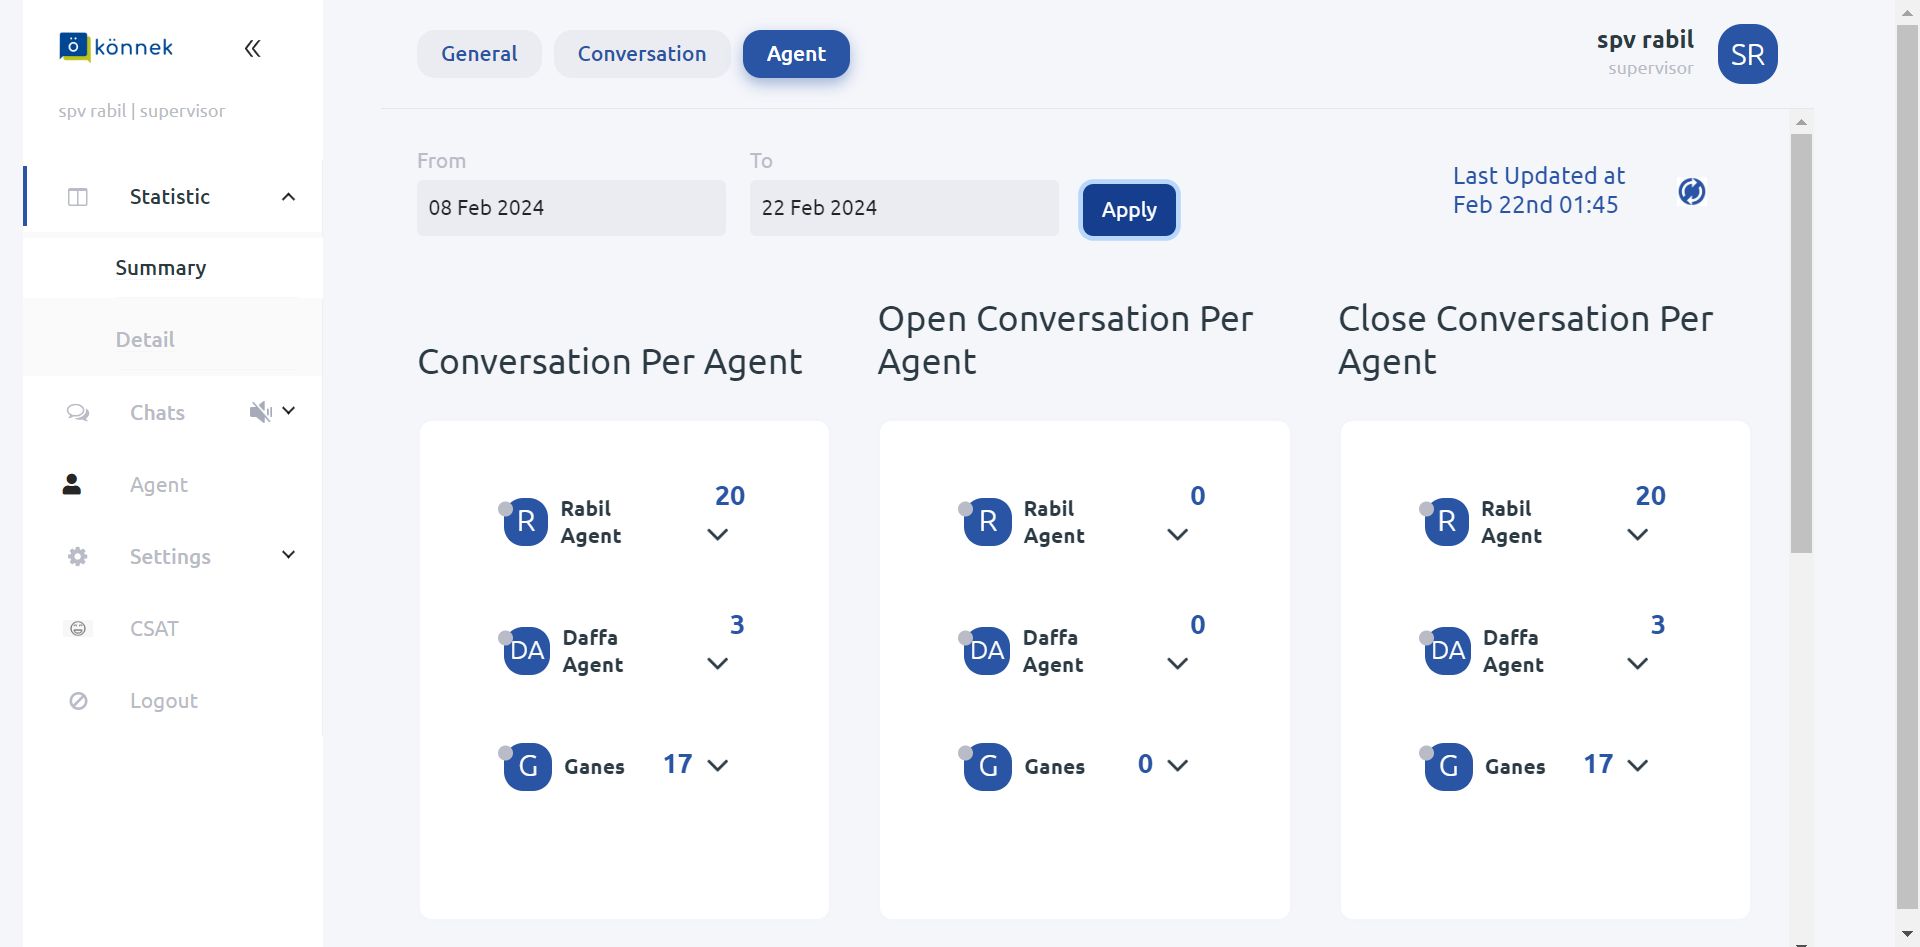 ö könnek
spv rabil | supervisor
Statistic
Summary
Detail
Chats
Agent
Settings
CSAT
Logout
General
Conversation
Agent
spv rabil
supervisor
SR
From
To
08 Feb 2024
22 Feb 2024
Apply
Last Updated at
Feb 22nd 01:45
Conversation Per Agent
R
Rabil
Agent
20
DA
Daffa
Agent
3
G
Ganes
17
Open Conversation Per
Agent
R
Rabil
Agent
0
DA
Daffa
Agent
0
G
Ganes
0
Close Conversation Per
Agent
R
Rabil
Agent
20
DA
Daffa
Agent
3
G
Ganes
17